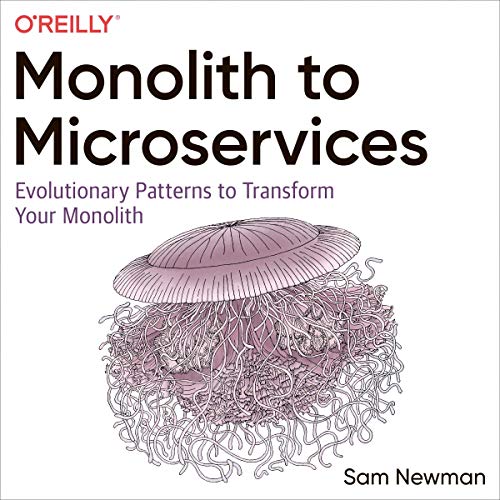 O'REILLY®
Monolith to
Microservices
Evolutionary Patterns to Transform
Your Monolith
Sam Newman